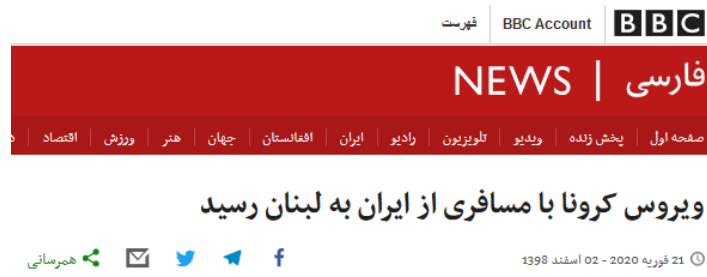 BBC BBC Account فهرست
فارسی | NEWS
صفحه اول پخش زنده ویدیو تلویزیون رادیو ایران افغانستان جهان هنر ورزش اقتصاد
ویروس کرونا با مسافری از ایران به لبنان رسید
21 فوریه 2020 - 02 اسفند 1398 همرسانی